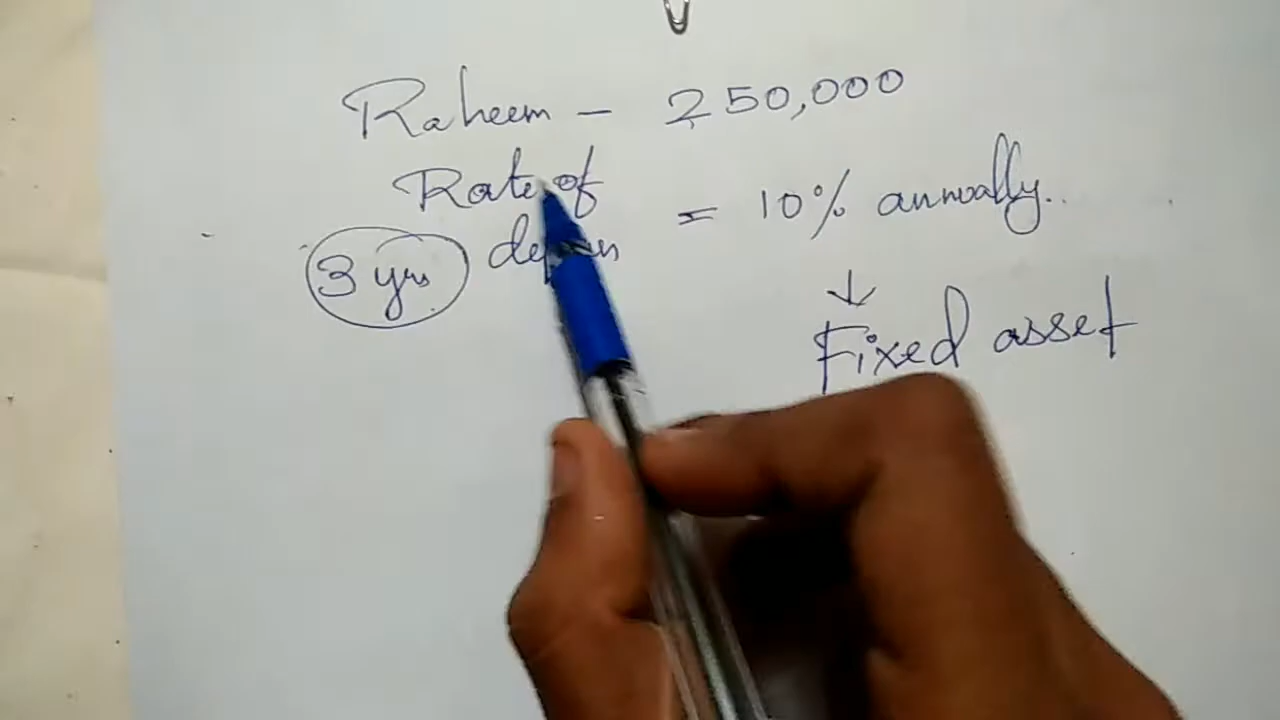 Raheem - 250,000
Rate of = 10% annually..
3 yrs
↓
Fixed asset